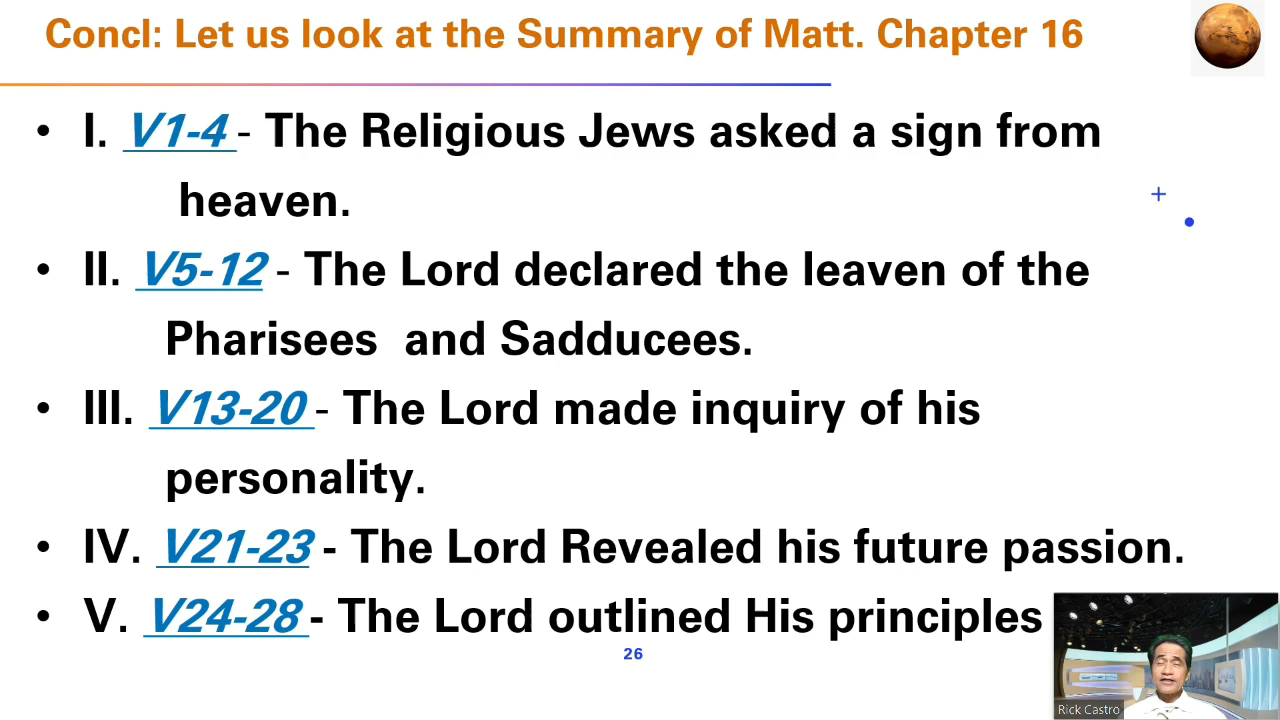 Concl: Let us look at the Summary of Matt. Chapter 16
• I. V1-4 - The Religious Jews asked a sign from
heaven.
• II. V5-12 - The Lord declared the leaven of the
Pharisees and Sadducees.
• III. V13-20 - The Lord made inquiry of his
personality.
• IV. V21-23 - The Lord Revealed his future passion.
• V. V24-28 - The Lord outlined His principles
26
Rick Castro